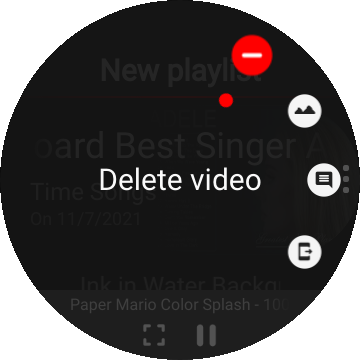 New playlist
oard Best Singer A
Time Songs
Delete video
On 11/7/2021
Ink in Water Backg
Paper Mario Color Splash - 100